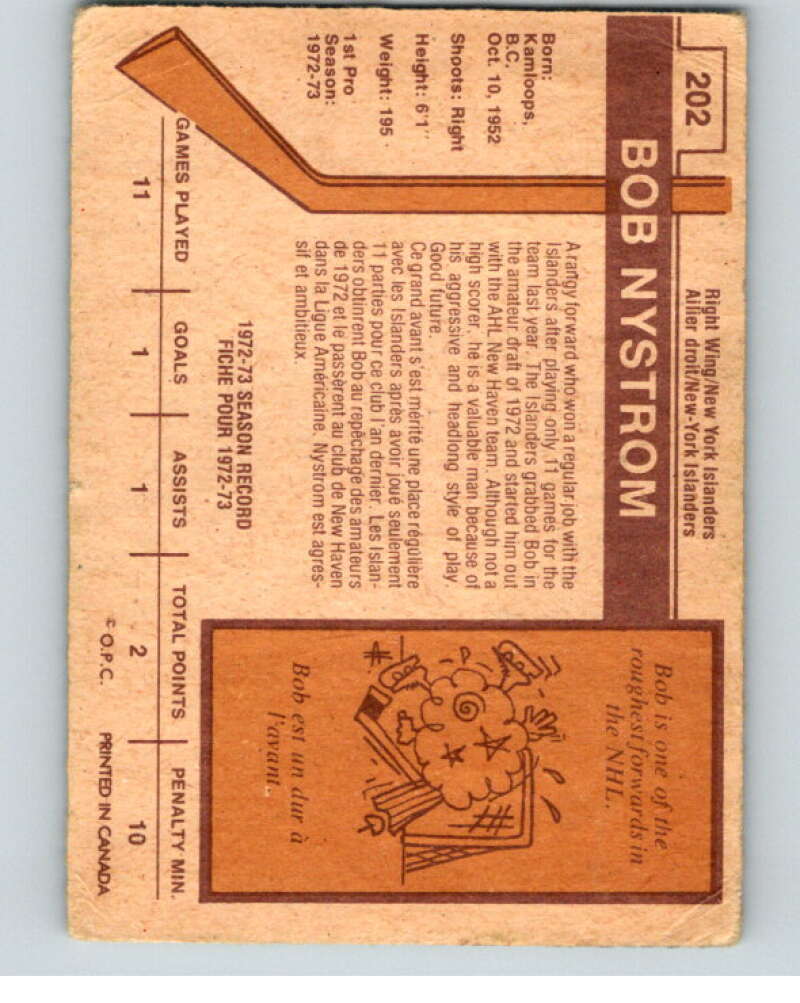 202
Right Wing/New York Islanders
Ailier droit/New-York Islanders
BOB NYSTROM
Born:
Kamloops,
B.C.
Oct. 10, 1952
Shoots: Right
Height: 6'1"
Weight: 195
1st Pro
Season:
1972-73
A rangy forward who won a regular job with the
Islanders after playing only 11 games for the
team last year. The Islanders grabbed Bob in
the amateur draft of 1972 and started him out
with the AHL New Haven team. Although not a
high scorer, he is a valuable man because of
his aggressive and headlong style of play.
Good future.
Ce grand avant s'est mérité une place régulière
avec les Islanders après avoir joué seulement
11 parties pour ce club l'an dernier. Les Islan-
ders obtinrent Bob au repêchage des amateurs
de 1972 et le passèrent au club de New Haven
dans la Ligue Américaine. Nystrom est agres-
sif et ambitieux.
Bob is one of the
roughest forwards in
the NHL.
Bob est un dur à
l'avant.
1972-73 SEASON RECORD
FICHE POUR 1972-73
GAMES PLAYED GOALS ASSISTS TOTAL POINTS PENALTY MIN.
11 1 1 2 10
© O.P.C. PRINTED IN CANADA